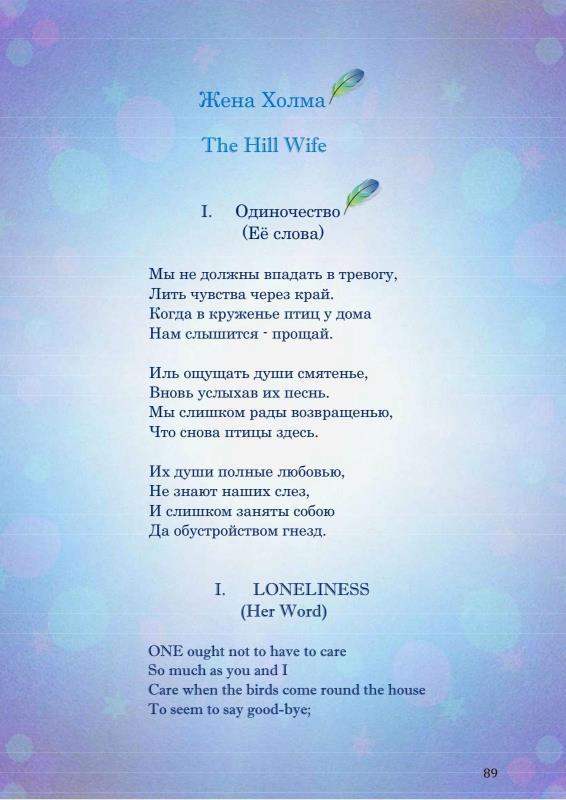 Жена Холма
The Hill Wife
I. Одиночество
(Её слова)
Мы не должны впадать в тревогу,
Лить чувства через край.
Когда в круженье птиц у дома
Нам слышится - прощай.
Иль ощущать души смятенье,
Вновь услыхав их песнь.
Мы слишком рады возвращенью,
Что снова птицы здесь.
Их души полные любовью,
Не знают наших слез,
И слишком заняты собою
Да обустройством гнезд.
I. LONELINESS
(Her Word)
ONE ought not to have to care
So much as you and I
Care when the birds come round the house
To seem to say good-bye;
89